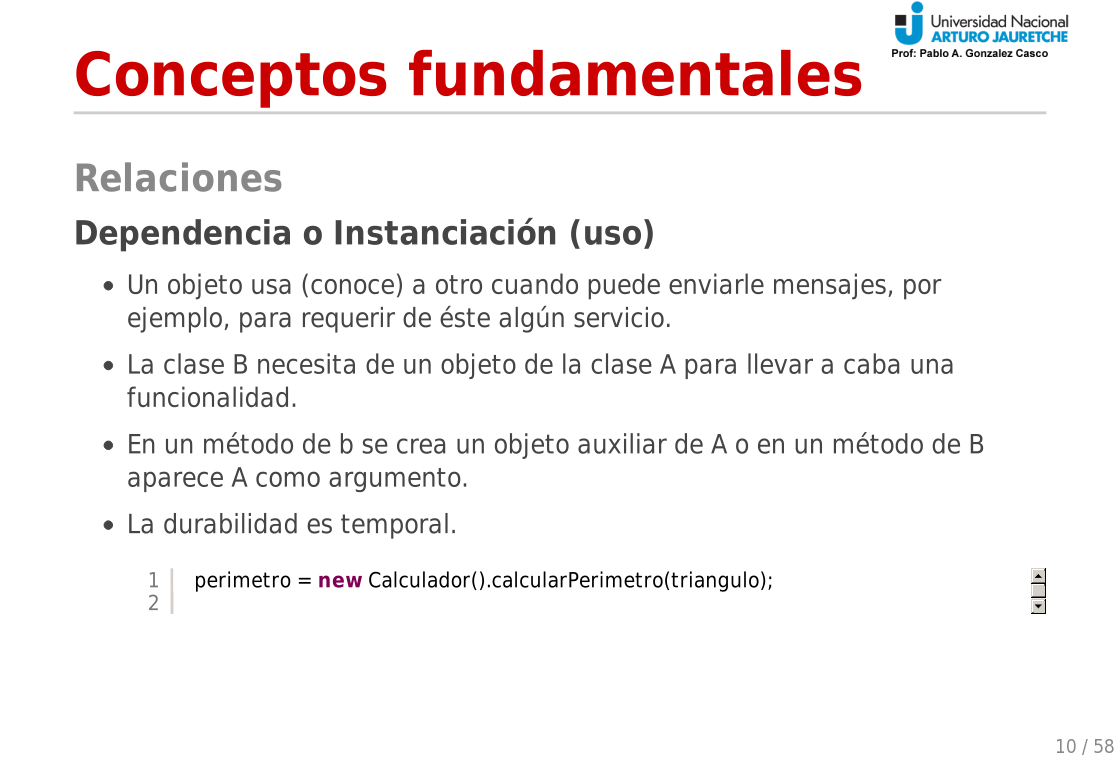 Universidad Nacional
ARTURO JAURETCHE
Prof: Pablo A. Gonzalez Casco
Conceptos fundamentales
Relaciones
Dependencia o Instanciación (uso)
• Un objeto usa (conoce) a otro cuando puede enviarle mensajes, por
ejemplo, para requerir de éste algún servicio.
• La clase B necesita de un objeto de la clase A para llevar a caba una
funcionalidad.
• En un método de b se crea un objeto auxiliar de A o en un método de B
aparece A como argumento.
• La durabilidad es temporal.
1 perimetro = new Calculador().calcularPerimetro(triangulo);
2
10 / 58